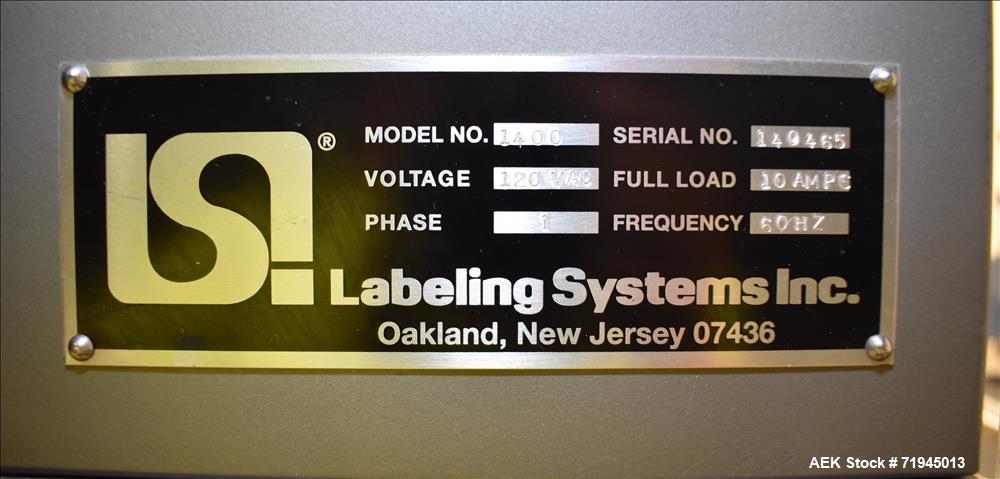 LSI ®
MODEL NO. 1400 SERIAL NO. 149465
VOLTAGE 120 VAC FULL LOAD 10 AMPS
PHASE 1 FREQUENCY 60HZ
Labeling Systems Inc.
Oakland, New Jersey 07436
AEK Stock # 71945013